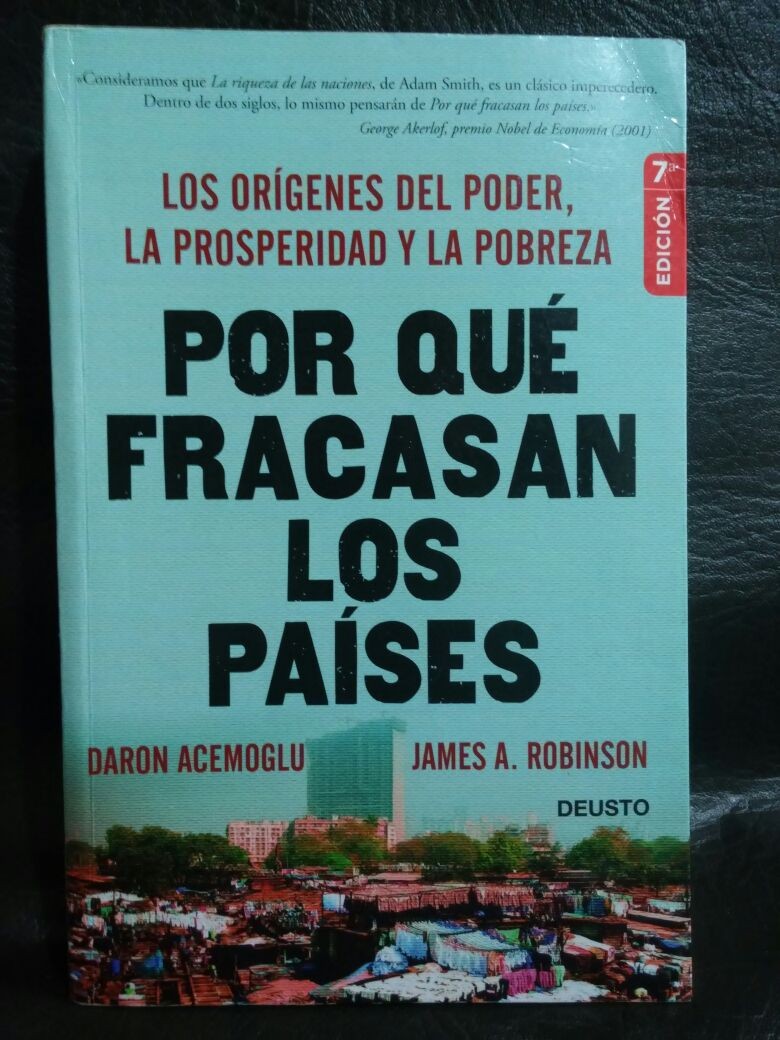 «Consideramos que La riqueza de las naciones, de Adam Smith, es un clásico imperecedero.
Dentro de dos siglos, lo mismo pensarán de Por qué fracasan los países.»
George Akerlof, premio Nobel de Economía (2001)
7ª
EDICIÓN
LOS ORÍGENES DEL PODER,
LA PROSPERIDAD Y LA POBREZA
POR QUÉ
FRACASAN
LOS
PAÍSES
DARON ACEMOGLU
JAMES A. ROBINSON
DEUSTO